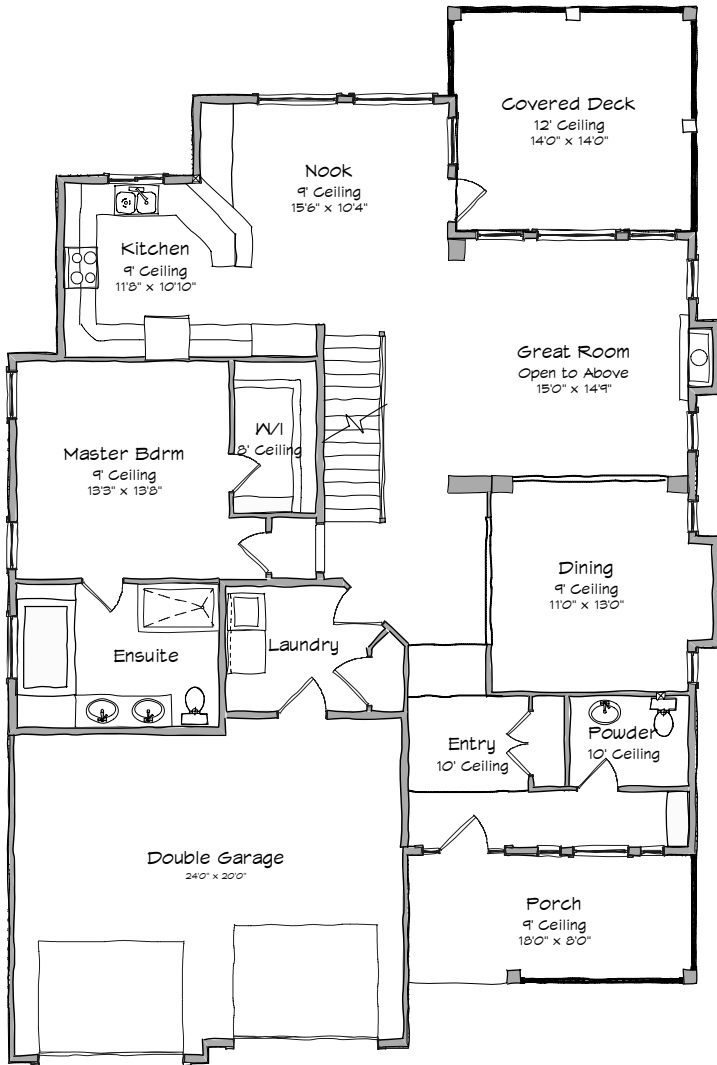 Covered Deck
12' Ceiling
14'0" x 14'0"
Nook
9' Ceiling
15'6" x 10'4"
Kitchen
9' Ceiling
11'8" x 10'10"
Great Room
Open to Above
15'0" x 14'9"
W/I
8' Ceiling
Master Bdrm
9' Ceiling
13'3" x 13'8"
Dining
9' Ceiling
11'0" x 13'0"
Laundry
Ensuite
Entry
10' Ceiling
Powder
10' Ceiling
Double Garage
24'0" x 20'0"
Porch
9' Ceiling
18'0" x 8'0"